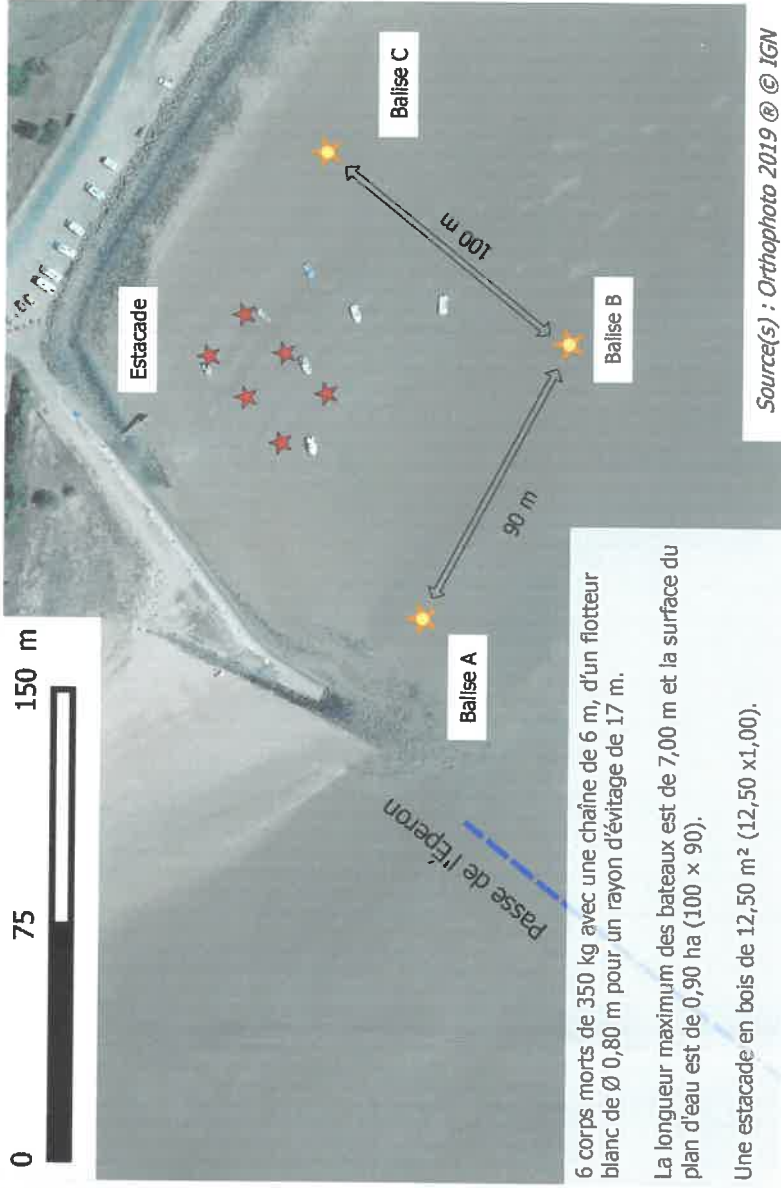 0 75 150 m
Estacade
Balise C
100 m
90 m
Balise A
Balise B
Passe de l'Éperon
6 corps morts de 350 kg avec une chaîne de 6 m, d'un flotteur
blanc de Ø 0,80 m pour un rayon d'évitage de 17 m.
La longueur maximum des bateaux est de 7,00 m et la surface du
plan d'eau est de 0,90 ha (100 × 90).
Une estacade en bois de 12,50 m² (12,50 x1,00).
Source(s) : Orthophoto 2019 ® © IGN